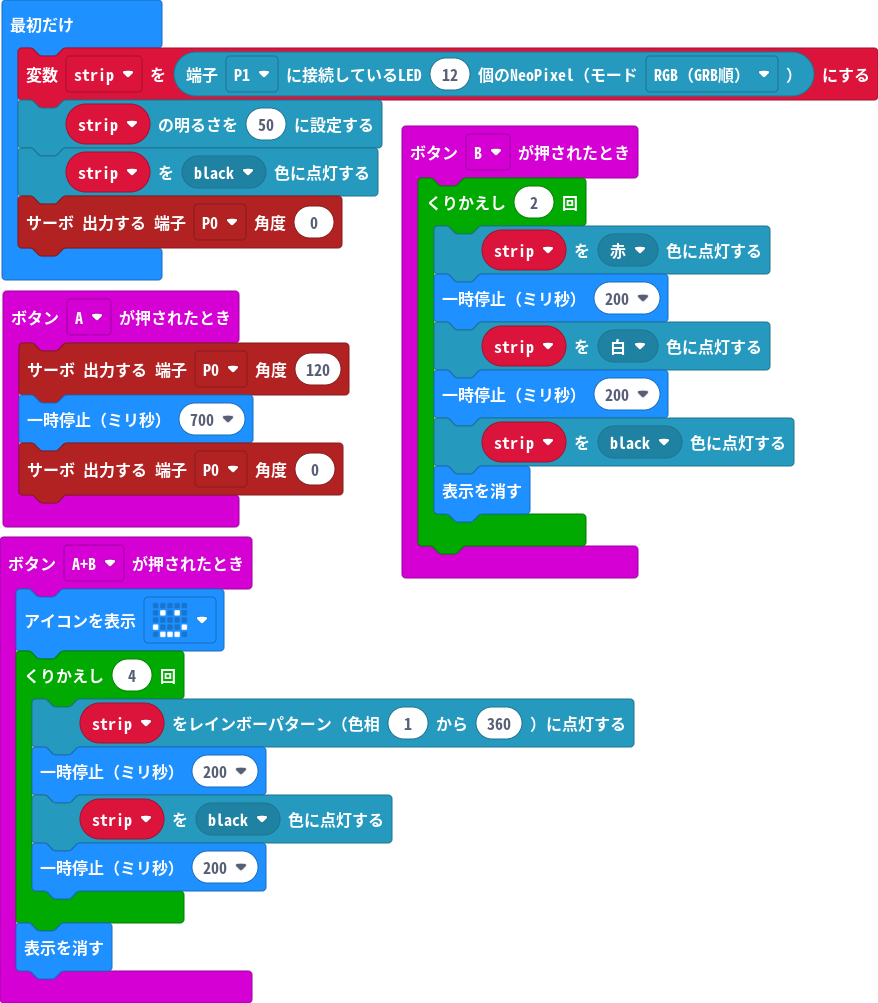 最初だけ
変数 strip を 端子 P1 に接続しているLED 12 個のNeoPixel（モード RGB（GRB順） ） にする
strip の明るさを 50 に設定する
strip を black 色に点灯する
サーボ 出力する 端子 P0 角度 0
ボタン A が押されたとき
サーボ 出力する 端子 P0 角度 120
一時停止（ミリ秒） 700
サーボ 出力する 端子 P0 角度 0
ボタン B が押されたとき
くりかえし 2 回
strip を 赤 色に点灯する
一時停止（ミリ秒） 200
strip を 白 色に点灯する
一時停止（ミリ秒） 200
strip を black 色に点灯する
表示を消す
ボタン A+B が押されたとき
アイコンを表示
くりかえし 4 回
strip をレインボーパターン（色相 1 から 360 ）に点灯する
一時停止（ミリ秒） 200
strip を black 色に点灯する
一時停止（ミリ秒） 200
表示を消す